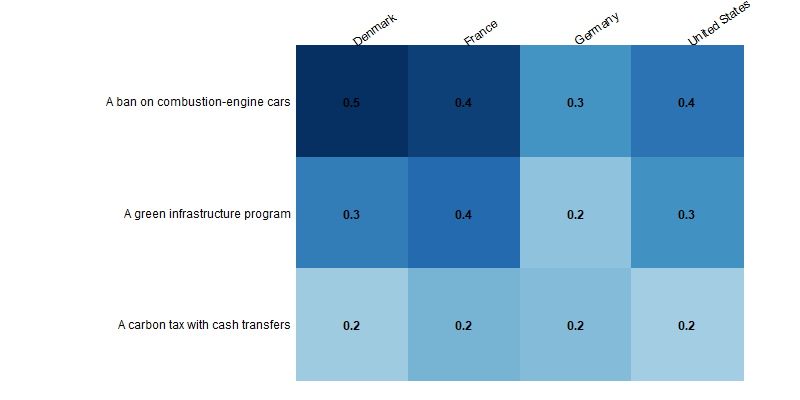 Denmark France Germany United States
A ban on combustion-engine cars 0.5 0.4 0.3 0.4
A green infrastructure program 0.3 0.4 0.2 0.3
A carbon tax with cash transfers 0.2 0.2 0.2 0.2